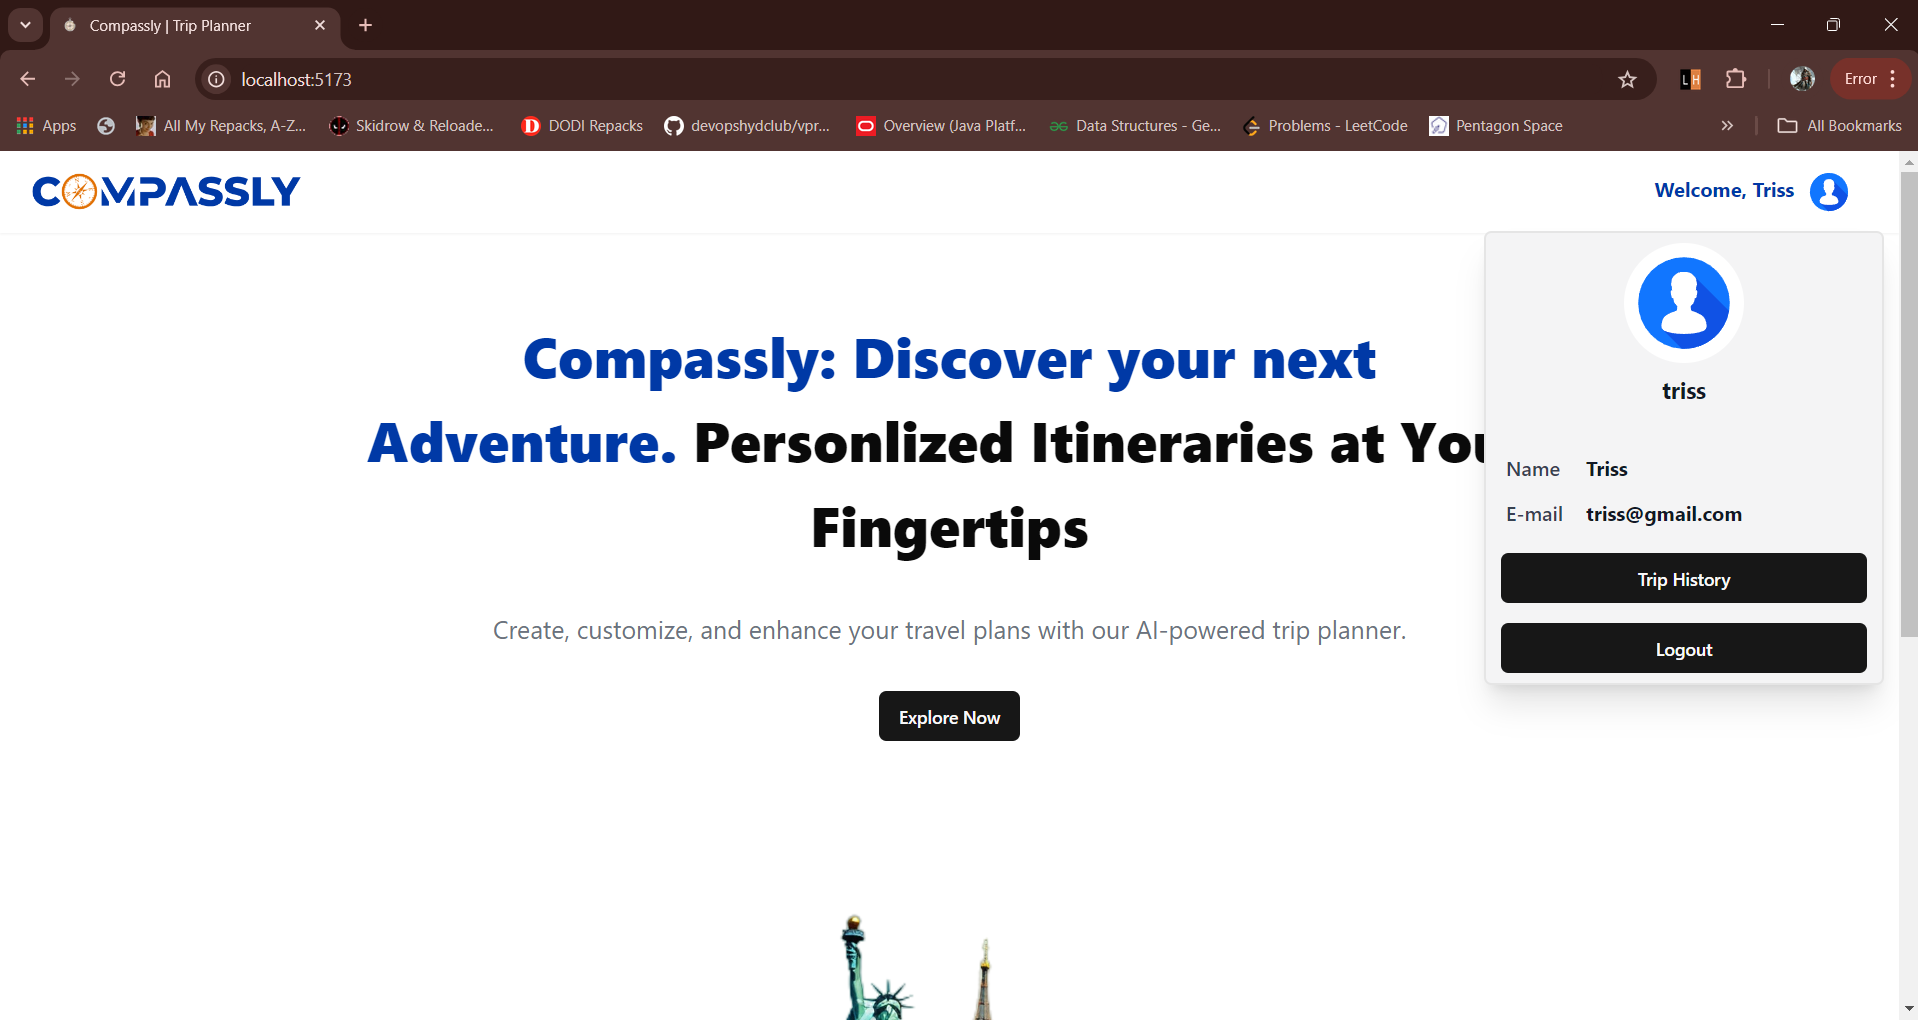 Compassly | Trip Planner
localhost:5173
Error
Apps
All My Repacks, A-Z...
Skidrow & Reloade...
DODI Repacks
devopshydclub/vpr...
Overview (Java Platf...
Data Structures - Ge...
Problems - LeetCode
Pentagon Space
All Bookmarks
COMPASSLY
Welcome, Triss
Compassly: Discover your next
Adventure. Personlized Itineraries at You
Fingertips
Create, customize, and enhance your travel plans with our AI-powered trip planner.
Explore Now
triss
Name Triss
E-mail triss@gmail.com
Trip History
Logout